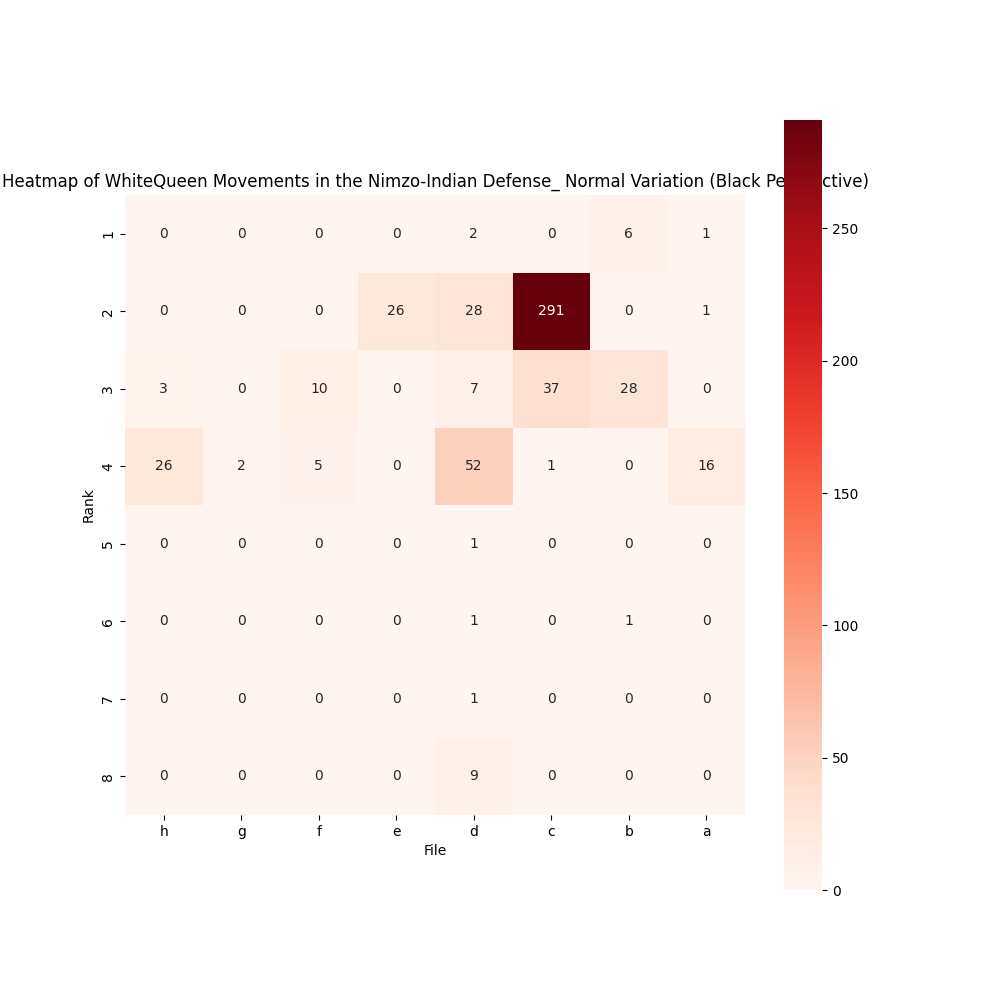 Heatmap of WhiteQueen Movements in the Nimzo-Indian Defense_ Normal Variation (Black Pe ctive)
1 0 0 0 0 2 0 6 1
2 0 0 0 26 28 291 0 1
3 3 0 10 0 7 37 28 0
4 26 2 5 0 52 1 0 16
5 0 0 0 0 1 0 0 0
6 0 0 0 0 1 0 1 0
7 0 0 0 0 1 0 0 0
8 0 0 0 0 9 0 0 0
h g f e d c b a
File
Rank
250
200
150
100
50
0